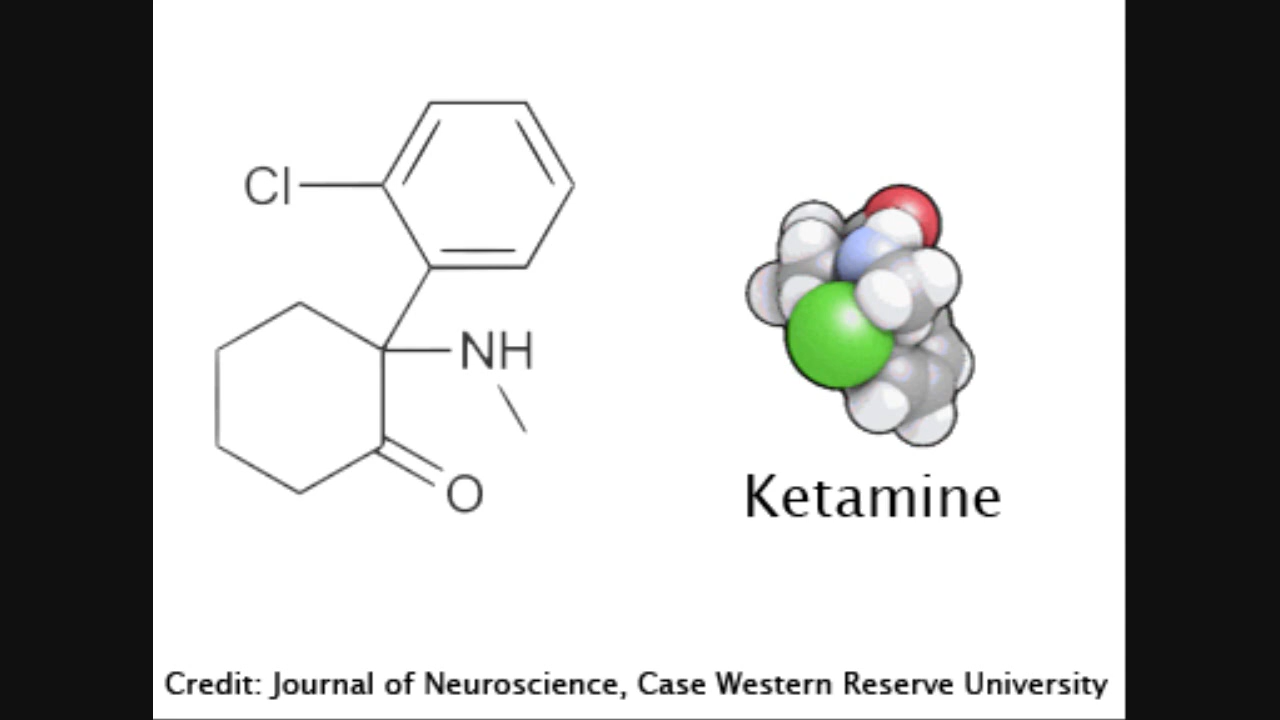 Cl
NH
O
Ketamine
Credit: Journal of Neuroscience, Case Western Reserve University